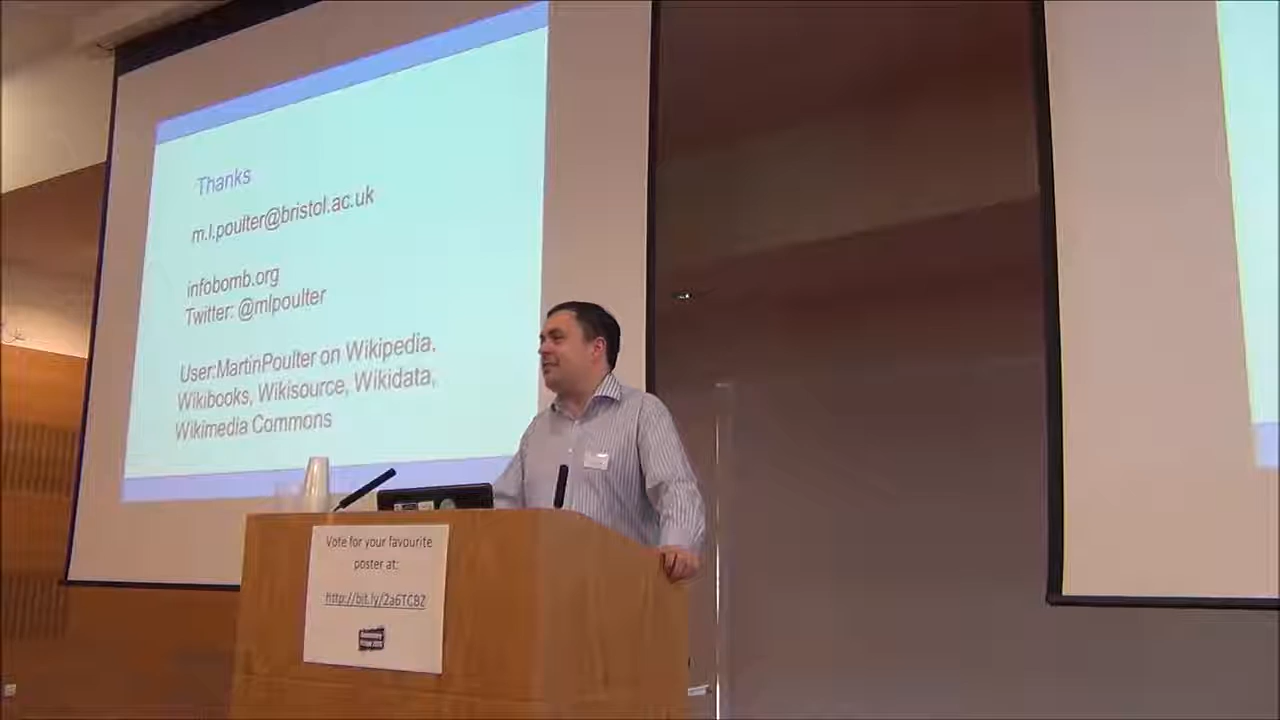 Thanks
m.l.poulter@bristol.ac.uk
infobomb.org
Twitter: @mlpoulter
User:MartinPoulter on Wikipedia,
Wikibooks, Wikisource, Wikidata,
Wikimedia Commons
Vote for your favourite
poster at:
http://bit.ly/2a6TCBZ